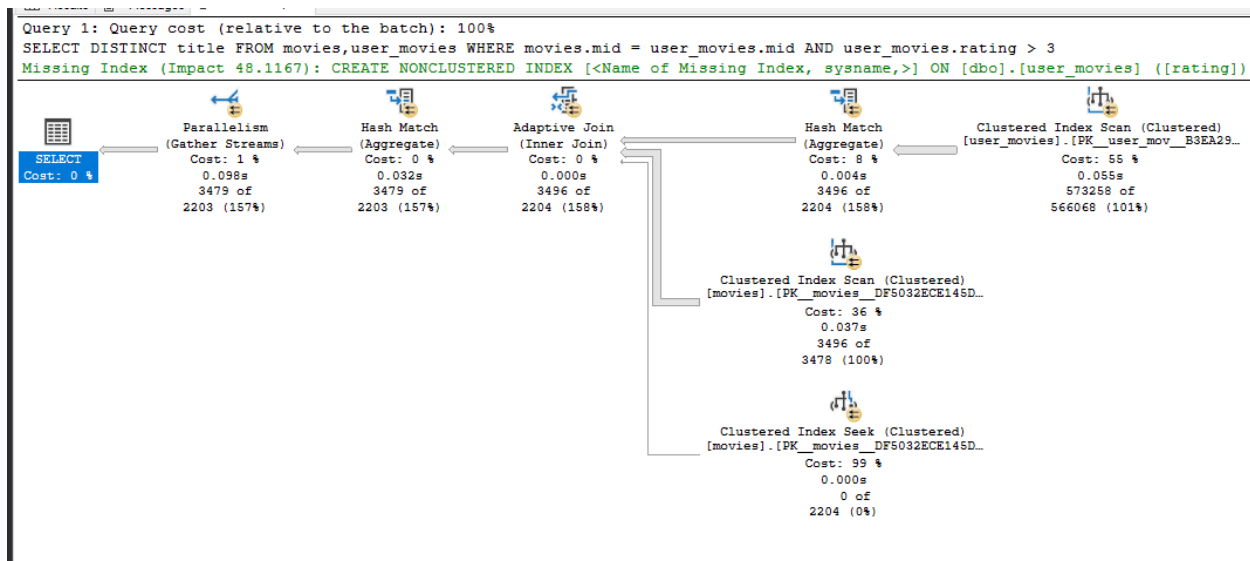 Query 1: Query cost (relative to the batch): 100%
SELECT DISTINCT title FROM movies,user_movies WHERE movies.mid = user_movies.mid AND user_movies.rating > 3
Missing Index (Impact 48.1167): CREATE NONCLUSTERED INDEX [<Name of Missing Index, sysname,>] ON [dbo].[user_movies] ([rating])
SELECT
Cost: 0 %
Parallelism
(Gather Streams)
Cost: 1 %
0.098s
3479 of
2203 (157%)
Hash Match
(Aggregate)
Cost: 0 %
0.032s
3479 of
2203 (157%)
Adaptive Join
(Inner Join)
Cost: 0 %
0.000s
3496 of
2204 (158%)
Hash Match
(Aggregate)
Cost: 8 %
0.004s
3496 of
2204 (158%)
Clustered Index Scan (Clustered)
[user_movies].[PK__user_mov__B3EA29…
Cost: 55 %
0.055s
573258 of
566068 (101%)
Clustered Index Scan (Clustered)
[movies].[PK__movies__DF5032ECE145D…
Cost: 36 %
0.037s
3496 of
3478 (100%)
Clustered Index Seek (Clustered)
[movies].[PK__movies__DF5032ECE145D…
Cost: 99 %
0.000s
0 of
2204 (0%)